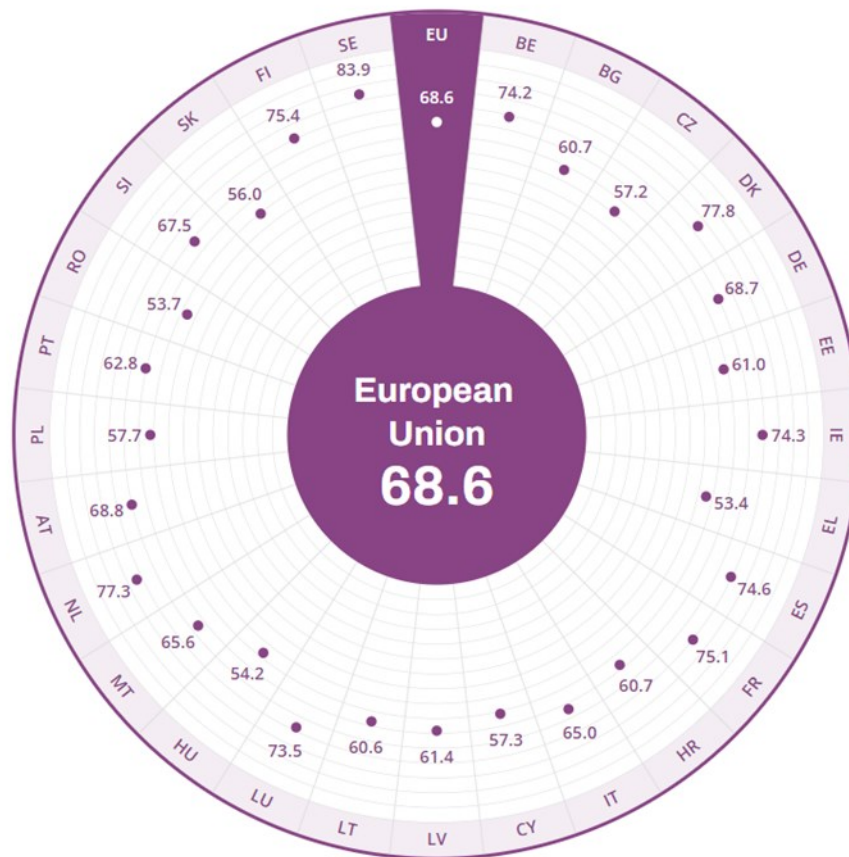 EU
68.6
BE
74.2
BG
60.7
CZ
57.2
DK
77.8
DE
68.7
EE
61.0
IE
74.3
EL
53.4
ES
74.6
FR
75.1
HR
60.7
IT
65.0
CY
57.3
LV
61.4
LT
60.6
LU
73.5
HU
54.2
MT
65.6
NL
77.3
AT
68.8
PL
57.7
PT
62.8
RO
53.7
SI
67.5
SK
56.0
FI
75.4
SE
83.9
European
Union
68.6